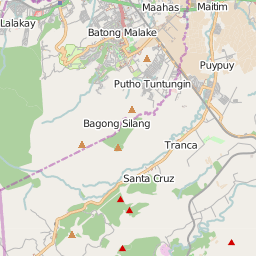 Maahas
Maitim
Lalakay
Batong Malake
Puypuy
Putho Tuntungin
Bagong Silang
Tranca
Santa Cruz